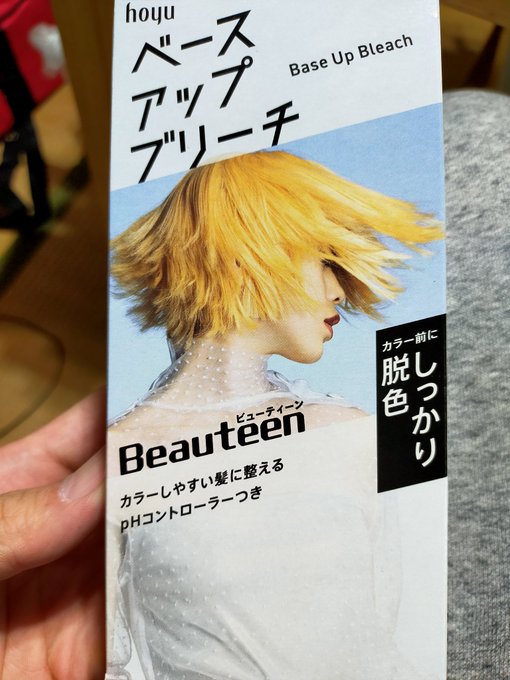 hoyu
ベース
アップ
ブリーチ
Base Up Bleach
カラー前に
しっかり
脱色
ビューティーン
Beauteen
カラーしやすい髪に整える
pHコントローラーつき